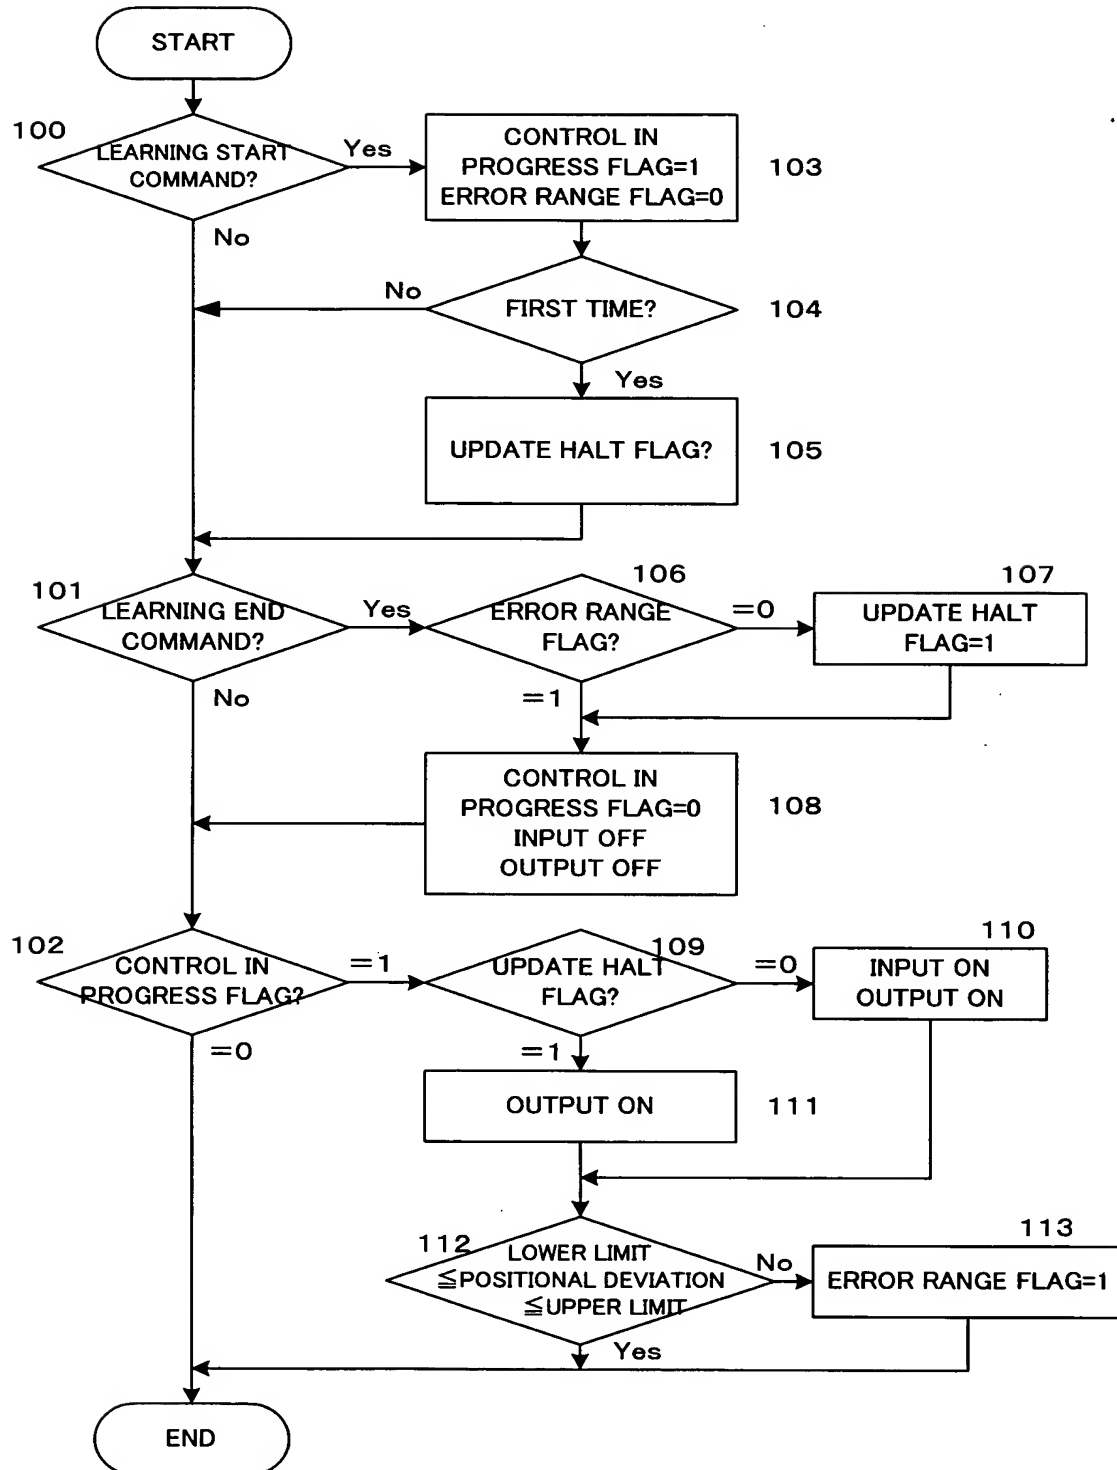 START
100
LEARNING START
COMMAND?
Yes
No
CONTROL IN
PROGRESS FLAG=1
ERROR RANGE FLAG=0
103
FIRST TIME?
No
104
Yes
UPDATE HALT FLAG?
105
101
LEARNING END
COMMAND?
Yes
No
106
ERROR RANGE
FLAG?
=0
=1
107
UPDATE HALT
FLAG=1
CONTROL IN
PROGRESS FLAG=0
INPUT OFF
OUTPUT OFF
108
102
CONTROL IN
PROGRESS FLAG?
=1
=0
109
UPDATE HALT
FLAG?
=0
=1
110
INPUT ON
OUTPUT ON
OUTPUT ON
111
112
LOWER LIMIT
≦POSITIONAL DEVIATION
≦UPPER LIMIT
No
Yes
113
ERROR RANGE FLAG=1
END